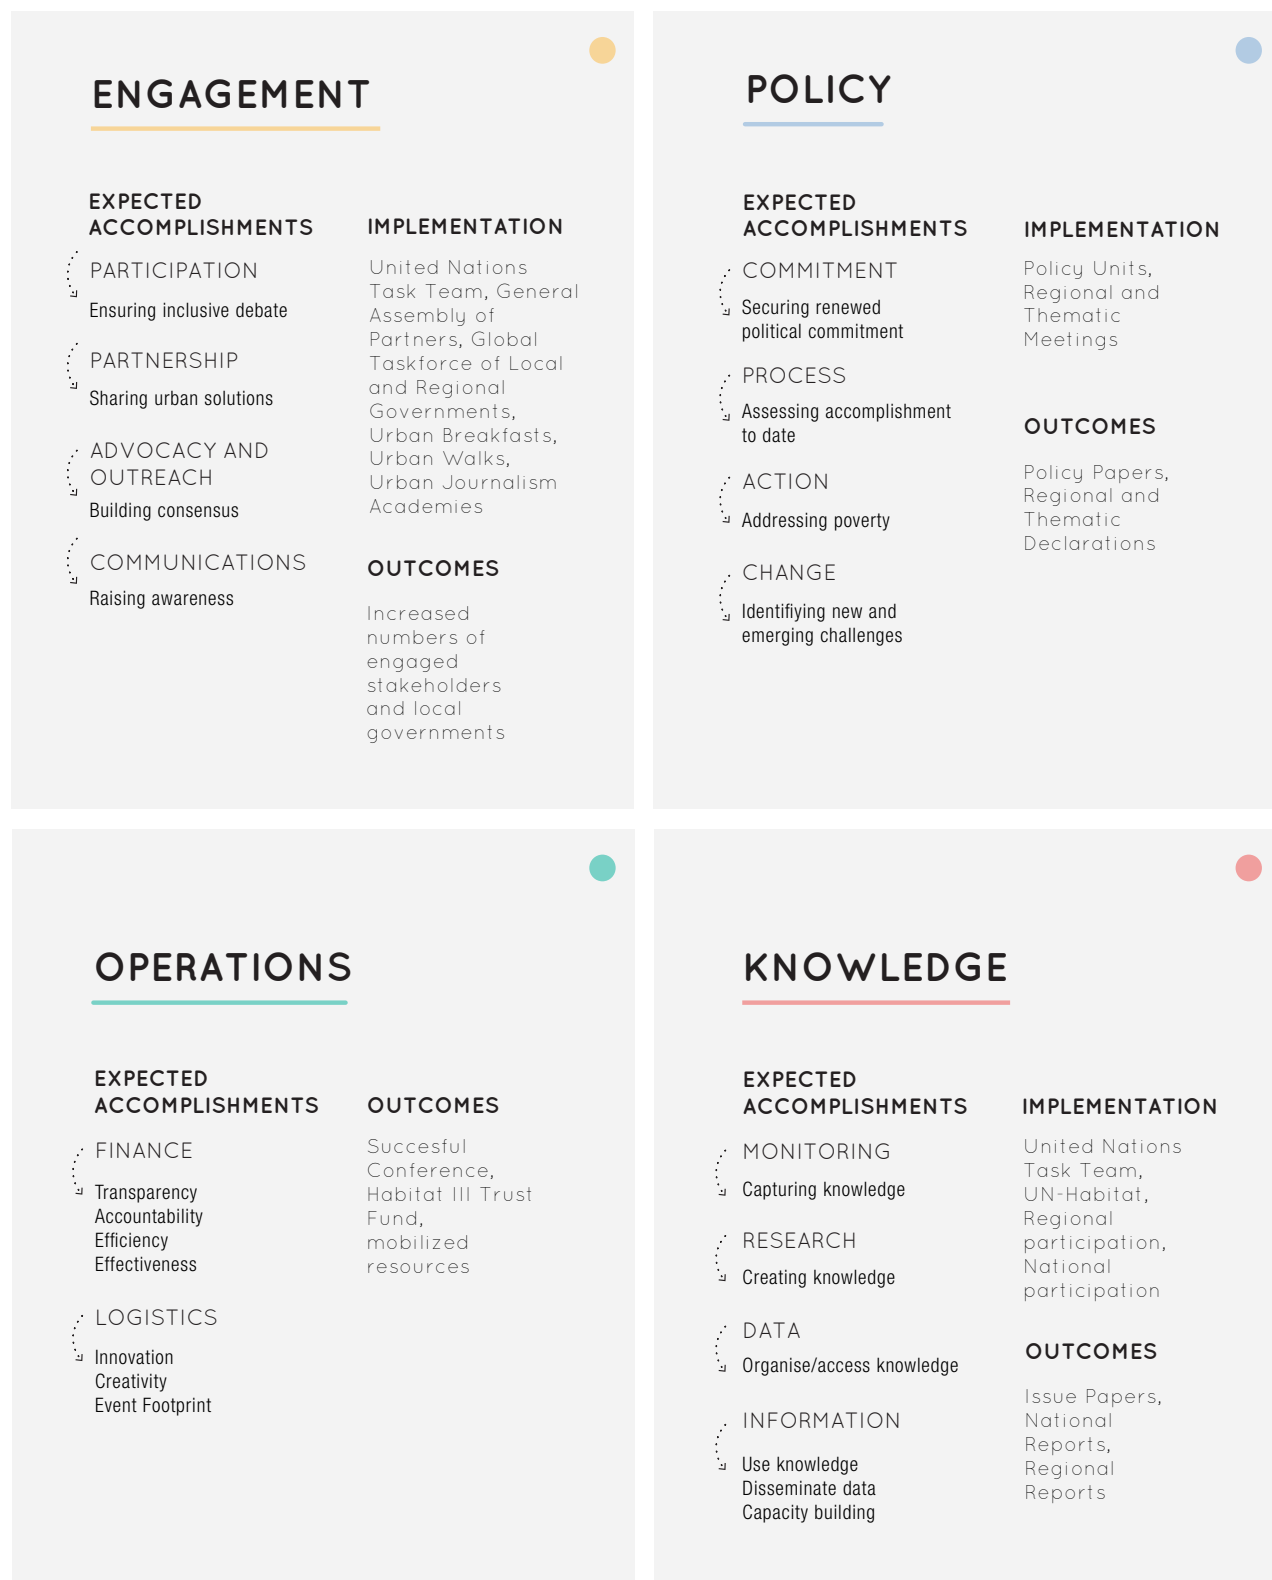 ENGAGEMENT
EXPECTED
ACCOMPLISHMENTS
PARTICIPATION
Ensuring inclusive debate
PARTNERSHIP
Sharing urban solutions
ADVOCACY AND
OUTREACH
Building consensus
COMMUNICATIONS
Raising awareness
IMPLEMENTATION
United Nations
Task Team, General
Assembly of
Partners, Global
Taskforce of Local
and Regional
Governments,
Urban Breakfasts,
Urban Walks,
Urban Journalism
Academies
OUTCOMES
Increased
numbers of
engaged
stakeholders
and local
governments
POLICY
EXPECTED
ACCOMPLISHMENTS
COMMITMENT
Securing renewed
political commitment
PROCESS
Assessing accomplishment
to date
ACTION
Addressing poverty
CHANGE
Identifiying new and
emerging challenges
IMPLEMENTATION
Policy Units,
Regional and
Thematic
Meetings
OUTCOMES
Policy Papers,
Regional and
Thematic
Declarations
OPERATIONS
EXPECTED
ACCOMPLISHMENTS
FINANCE
Transparency
Accountability
Efficiency
Effectiveness
LOGISTICS
Innovation
Creativity
Event Footprint
OUTCOMES
Succesful
Conference,
Habitat III Trust
Fund,
mobilized
resources
KNOWLEDGE
EXPECTED
ACCOMPLISHMENTS
MONITORING
Capturing knowledge
RESEARCH
Creating knowledge
DATA
Organise/access knowledge
INFORMATION
Use knowledge
Disseminate data
Capacity building
IMPLEMENTATION
United Nations
Task Team,
UN-Habitat,
Regional
participation,
National
participation
OUTCOMES
Issue Papers,
National
Reports,
Regional
Reports